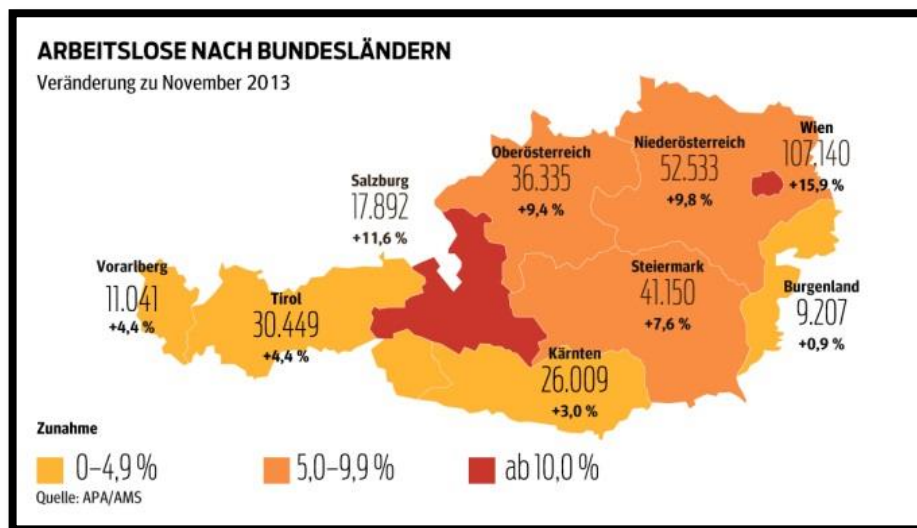 ARBEITSLOSE NACH BUNDESLÄNDERN
Veränderung zu November 2013
Wien
107.140
+15,9 %
Niederösterreich
52.533
+9,8 %
Oberösterreich
36.335
+9,4 %
Salzburg
17.892
+11,6 %
Vorarlberg
11.041
+4,4 %
Tirol
30.449
+4,4 %
Steiermark
41.150
+7,6 %
Burgenland
9.207
+0,9 %
Kärnten
26.009
+3,0 %
Zunahme
0–4,9 %
5,0–9,9 %
ab 10,0 %
Quelle: APA/AMS